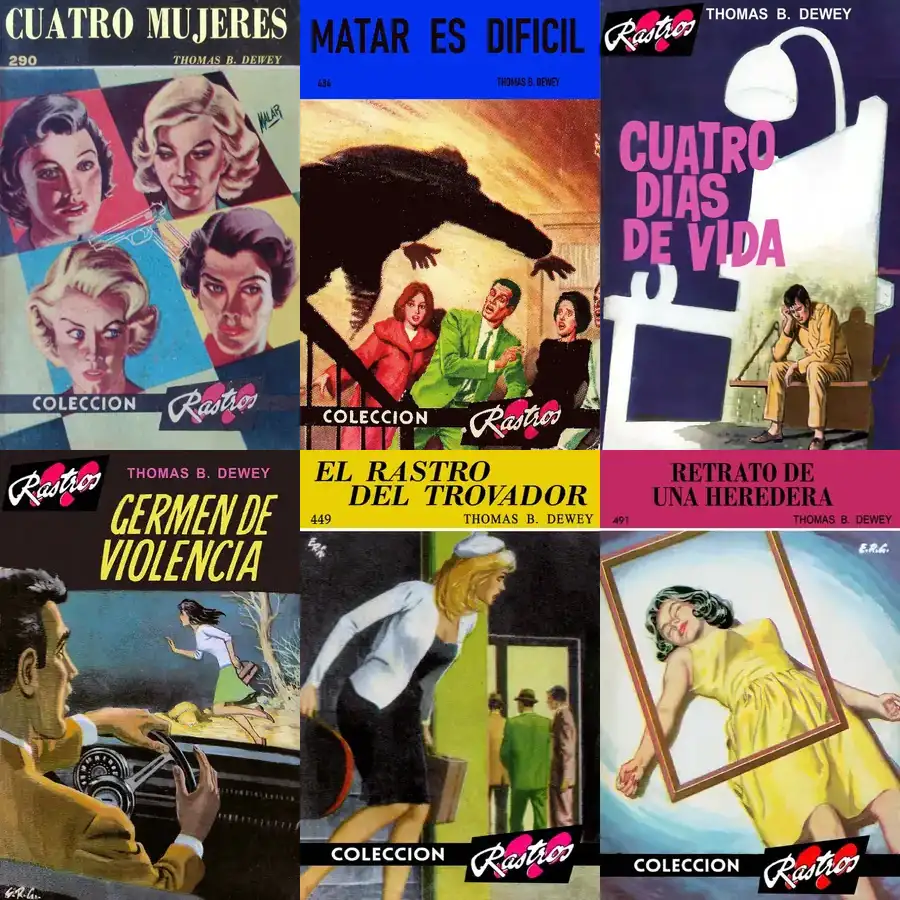 CUATRO MUJERES
290
THOMAS B. DEWEY
MALAR
COLECCION
Rastros
MATAR ES DIFICIL
434
THOMAS B. DEWEY
COLECCION
Rastros
Rastros
THOMAS B. DEWEY
CUATRO
DIAS
DE VIDA
Rastros
THOMAS B. DEWEY
GERMEN DE
VIOLENCIA
E.R.G.
EL RASTRO
DEL TROVADOR
449
THOMAS B. DEWEY
E.R.G.
COLECCION
Rastros
RETRATO DE
UNA HEREDERA
491
THOMAS B. DEWEY
E.R.G.
COLECCION
Rastros